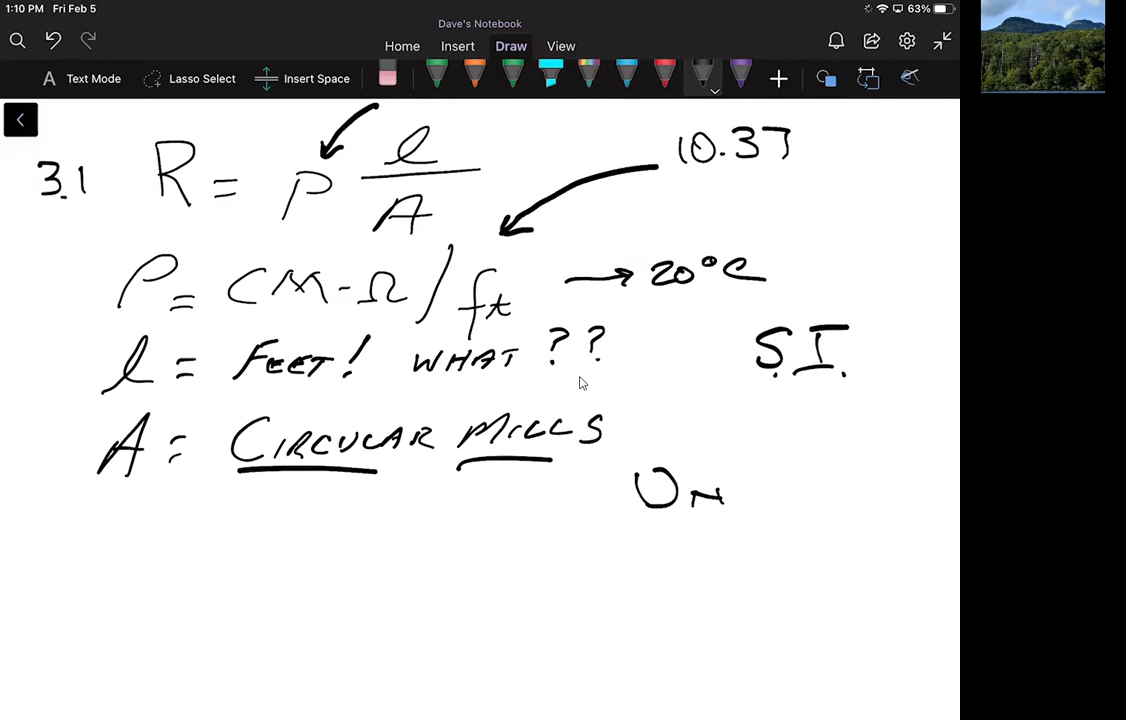 1:10 PM Fri Feb 5
63%
Dave's Notebook
Home Insert Draw View
Text Mode Lasso Select Insert Space
3.1 R = ρ l / A
10.37
ρ = CM-Ω/ft → 20°C
l = FEET! WHAT ??
S.I.
A = CIRCULAR MILLS
UN